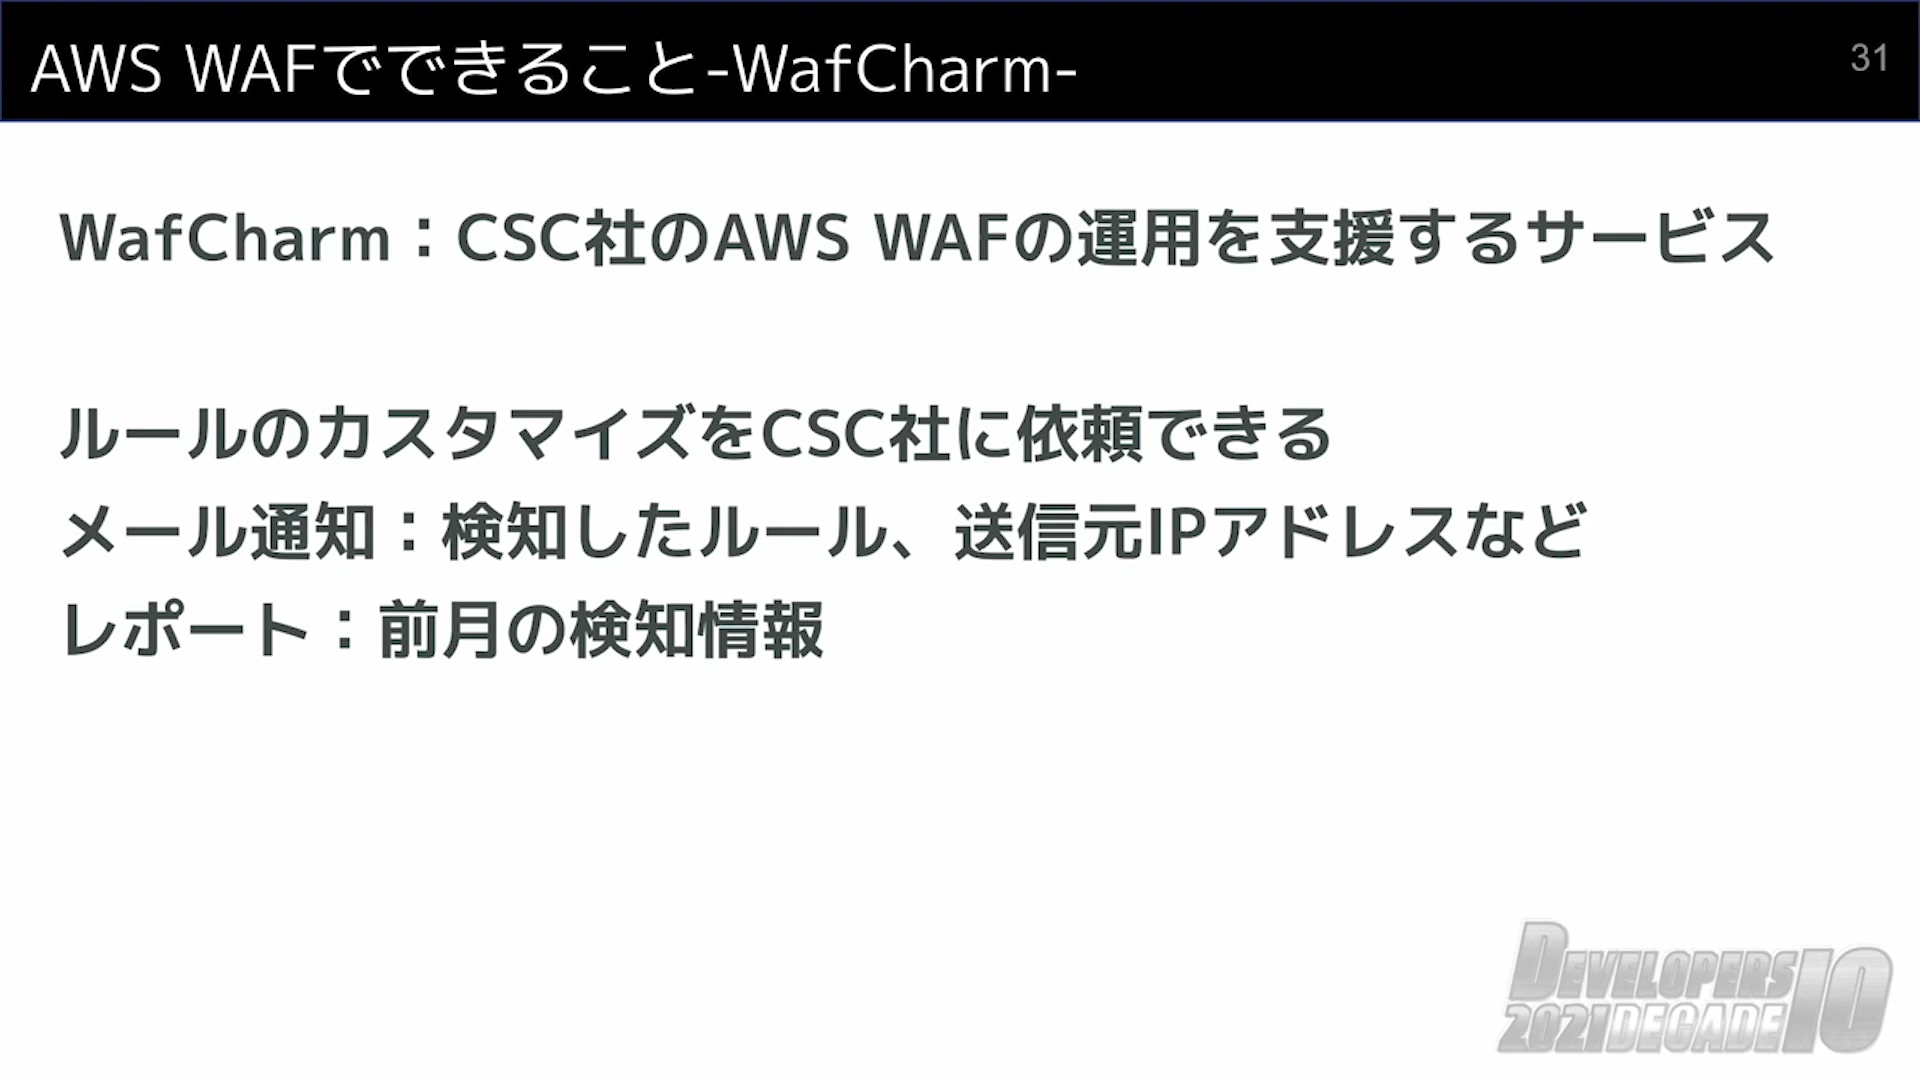 AWS WAFでできること-WafCharm-
31
WafCharm：CSC社のAWS WAFの運用を支援するサービス
ルールのカスタマイズをCSC社に依頼できる
メール通知：検知したルール、送信元IPアドレスなど
レポート：前月の検知情報
DEVELOPERS
2021 DECADE 10